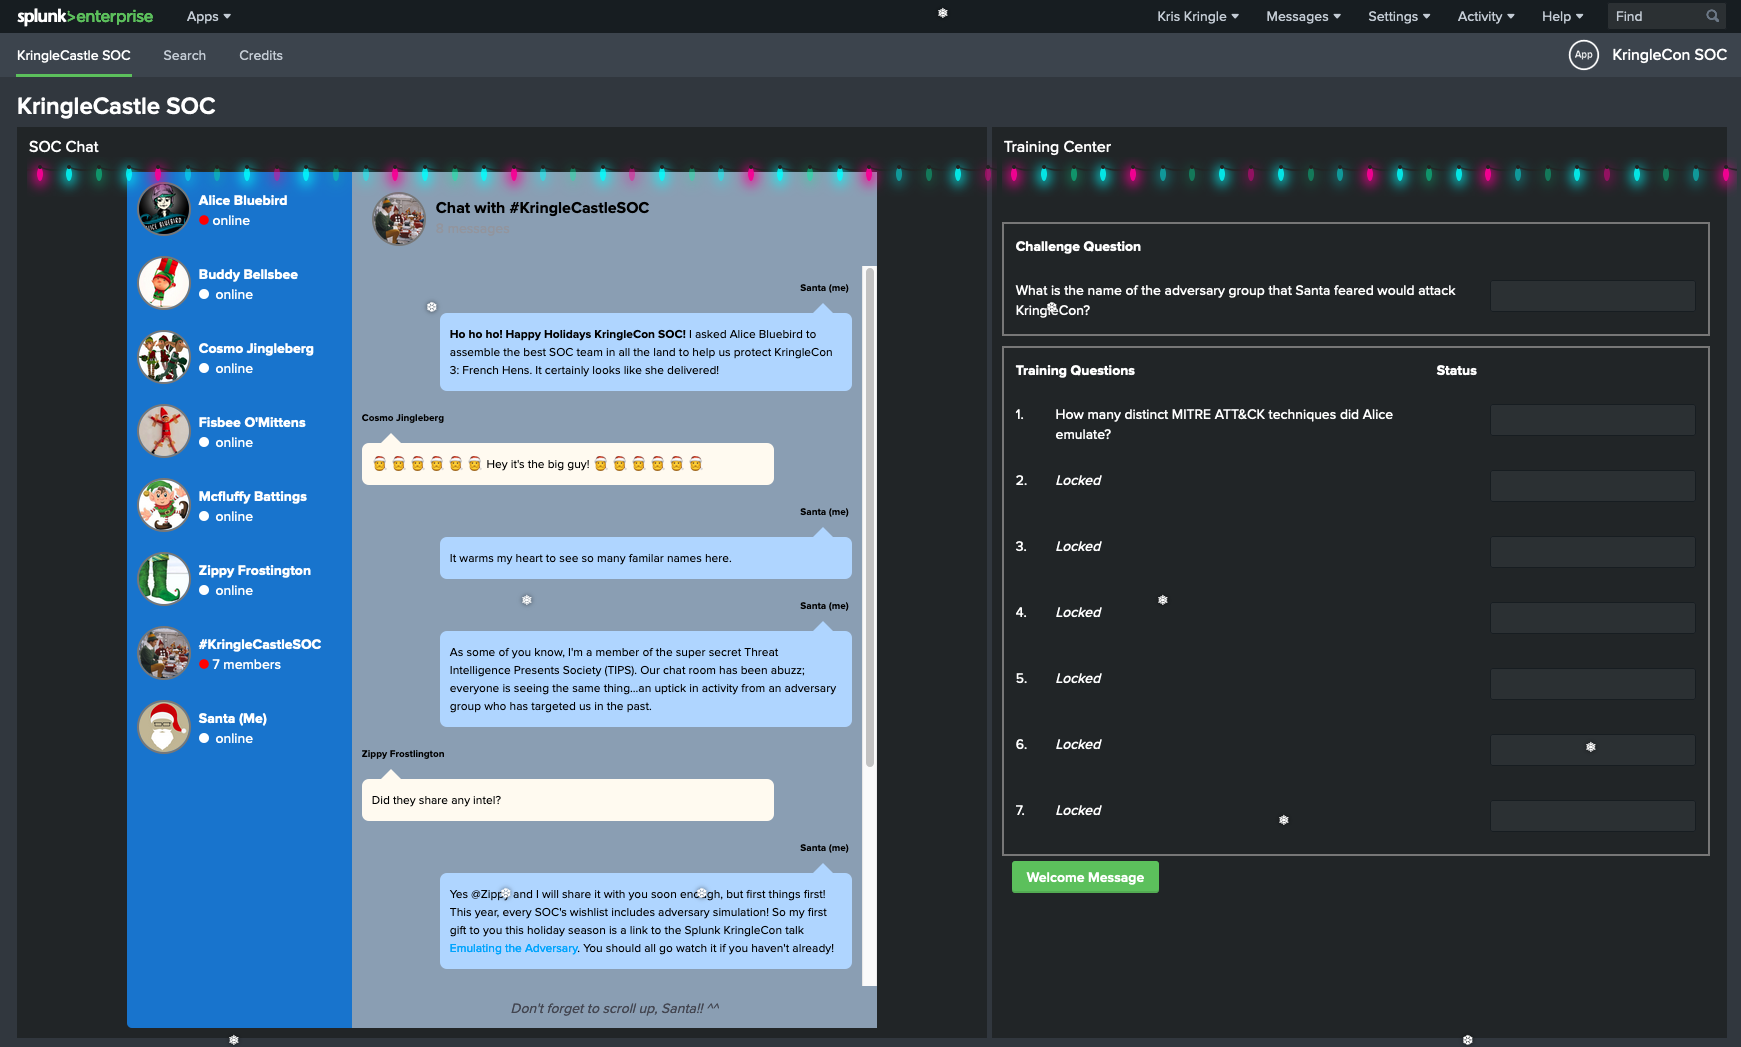 splunk>enterprise Apps Kris Kringle Messages Settings Activity Help Find
KringleCastle SOC Search Credits App KringleCon SOC
KringleCastle SOC
SOC Chat
Alice Bluebird
online
Buddy Bellsbee
online
Cosmo Jingleberg
online
Fisbee O'Mittens
online
Mcfluffy Battings
online
Zippy Frostington
online
#KringleCastleSOC
7 members
Santa (Me)
online
Chat with #KringleCastleSOC
Santa (me)
Ho ho ho! Happy Holidays KringleCon SOC! I asked Alice Bluebird to
assemble the best SOC team in all the land to help us protect KringleCon
3: French Hens. It certainly looks like she delivered!
Cosmo Jingleberg
Hey it's the big guy!
Santa (me)
It warms my heart to see so many familar names here.
Santa (me)
As some of you know, I'm a member of the super secret Threat
Intelligence Presents Society (TIPS). Our chat room has been abuzz;
everyone is seeing the same thing...an uptick in activity from an adversary
group who has targeted us in the past.
Zippy Frostlington
Did they share any intel?
Santa (me)
Yes @Zippy and I will share it with you soon enough, but first things first!
This year, every SOC's wishlist includes adversary simulation! So my first
gift to you this holiday season is a link to the Splunk KringleCon talk
Emulating the Adversary. You should all go watch it if you haven't already!
Don't forget to scroll up, Santa!! ^^
Training Center
Challenge Question
What is the name of the adversary group that Santa feared would attack
KringleCon?
Training Questions Status
1. How many distinct MITRE ATT&CK techniques did Alice
emulate?
2. Locked
3. Locked
4. Locked
5. Locked
6. Locked
7. Locked
Welcome Message